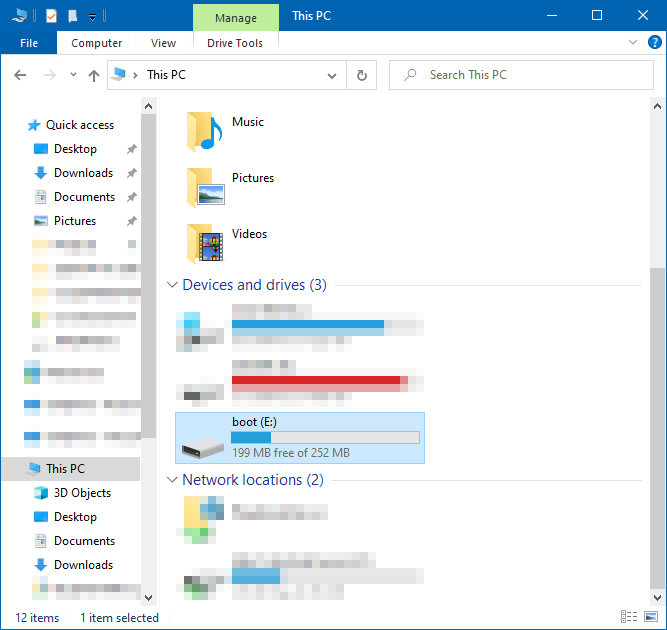 Manage
This PC
File
Computer
View
Drive Tools
This PC
Search This PC
Quick access
Desktop
Downloads
Documents
Pictures
This PC
3D Objects
Desktop
Documents
Downloads
Music
Pictures
Videos
Devices and drives (3)
boot (E:)
199 MB free of 252 MB
Network locations (2)
12 items
1 item selected